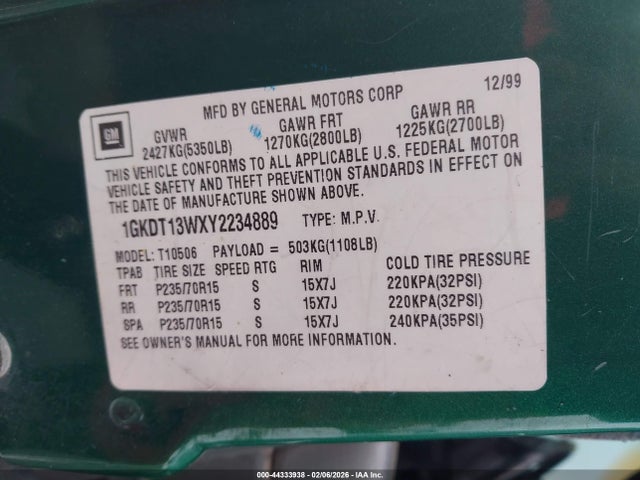 MFD BY GENERAL MOTORS CORP 12/99
GM
GVWR GAWR FRT GAWR RR
2427KG(5350LB) 1270KG(2800LB) 1225KG(2700LB)
THIS VEHICLE CONFORMS TO ALL APPLICABLE U.S. FEDERAL MOTOR
VEHICLE SAFETY AND THEFT PREVENTION STANDARDS IN EFFECT ON
THE DATE OF MANUFACTURE SHOWN ABOVE.
1GKDT13WXY2234889 TYPE: M.P.V.
MODEL: T10506 PAYLOAD = 503KG(1108LB)
TPAB TIRE SIZE SPEED RTG RIM COLD TIRE PRESSURE
FRT P235/70R15 S 15X7J 220KPA(32PSI)
RR P235/70R15 S 15X7J 220KPA(32PSI)
SPA P235/70R15 S 15X7J 240KPA(35PSI)
SEE OWNER'S MANUAL FOR MORE INFORMATION.
000-44333938 - 02/06/2026 - IAA Inc.